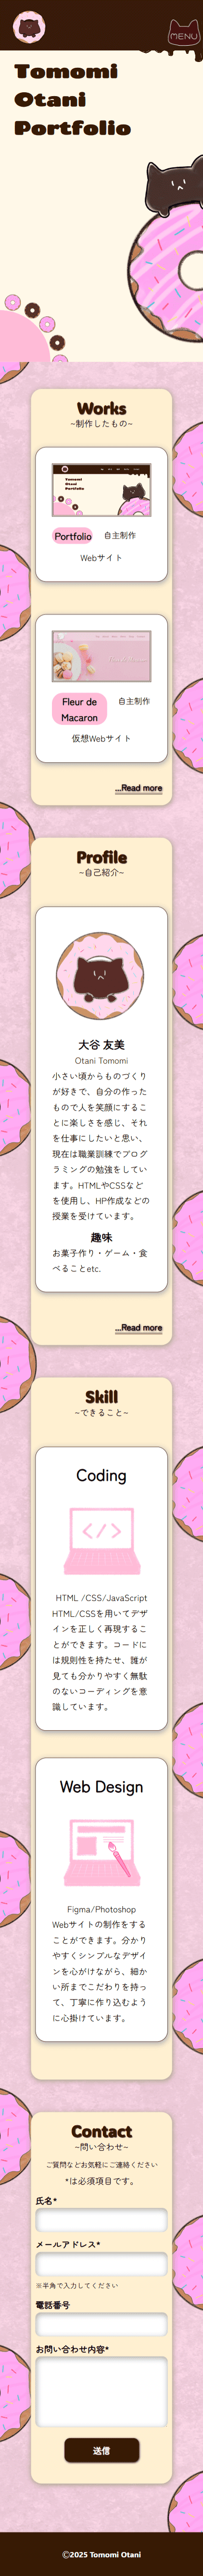 MENU
Tomomi
Otani
Portfolio
Works
~制作したもの~
Portfolio
自主制作
Webサイト
Fleur de
Macaron
自主制作
仮想Webサイト
...Read more
Profile
~自己紹介~
大谷 友美
Otani Tomomi
小さい頃からものづくり
が好きで、自分の作った
もので人を笑顔にするこ
とに楽しさを感じ、それ
を仕事にしたいと思い、
現在は職業訓練でプログ
ラミングの勉強をしてい
ます。HTMLやCSSなど
を使用し、HP作成などの
授業を受けています。
趣味
お菓子作り・ゲーム・食
べることetc.
...Read more
Skill
~できること~
Coding
HTML /CSS/JavaScript
HTML/CSSを用いてデザ
インを正しく再現するこ
とができます。コードに
は規則性を持たせ、誰が
見ても分かりやすく無駄
のないコーディングを意
識しています。
Web Design
Figma/Photoshop
Webサイトの制作をする
ことができます。分かり
やすくシンプルなデザイ
ンを心がけながら、細か
い所までこだわりを持っ
て、丁寧に作り込むよう
に心掛けています。
Contact
~問い合わせ~
ご質問などお気軽にご連絡ください
*は必須項目です。
氏名*
メールアドレス*
※半角で入力してください
電話番号
お問い合わせ内容*
送信
©2025 Tomomi Otani